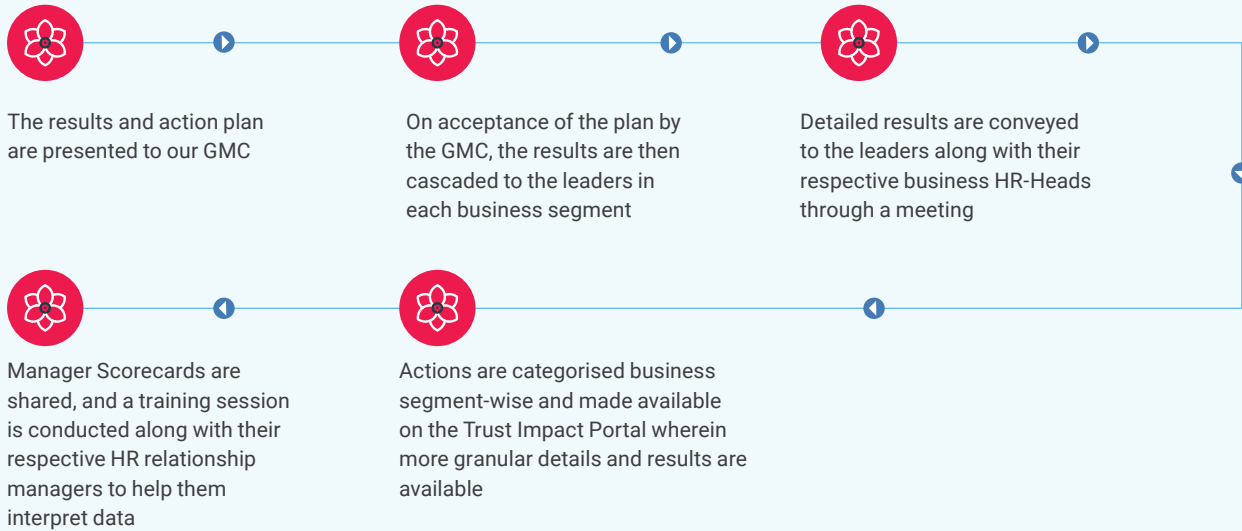 The results and action plan
are presented to our GMC
On acceptance of the plan by
the GMC, the results are then
cascaded to the leaders in
each business segment
Detailed results are conveyed
to the leaders along with their
respective business HR-Heads
through a meeting
Actions are categorised business
segment-wise and made available
on the Trust Impact Portal wherein
more granular details and results are
available
Manager Scorecards are
shared, and a training session
is conducted along with their
respective HR relationship
managers to help them
interpret data